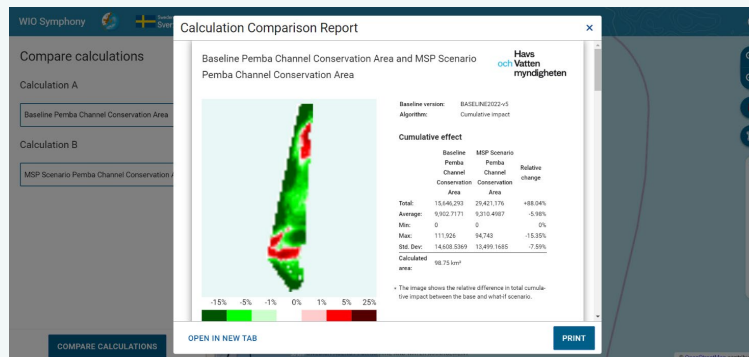 WIO Symphony
Calculation Comparison Report
×
Compare calculations
Calculation A
Baseline Pemba Channel Conservation Area
Calculation B
MSP Scenario Pemba Channel Conservation
COMPARE CALCULATIONS
Baseline Pemba Channel Conservation Area and MSP Scenario
Pemba Channel Conservation Area
Havs
och Vatten
myndigheten
Baseline version: BASELINE2022-v5
Algorithm: Cumulative impact
Cumulative effect
Baseline Pemba Channel Conservation Area
MSP Scenario Pemba Channel Conservation Area
Relative change
Total: 15,646,293 29,421,176 +88.04%
Average: 9,902.7171 9,310.4987 -5.98%
Min: 0 0 0%
Max: 111,926 94,743 -15.35%
Std. Dev: 14,608.5369 13,499.1685 -7.59%
Calculated area: 98.75 km²
• The image shows the relative difference in total cumula-
tive impact between the base and what-if scenario.
-15% -5% -1% 0% 1% 5% 25%
OPEN IN NEW TAB
PRINT